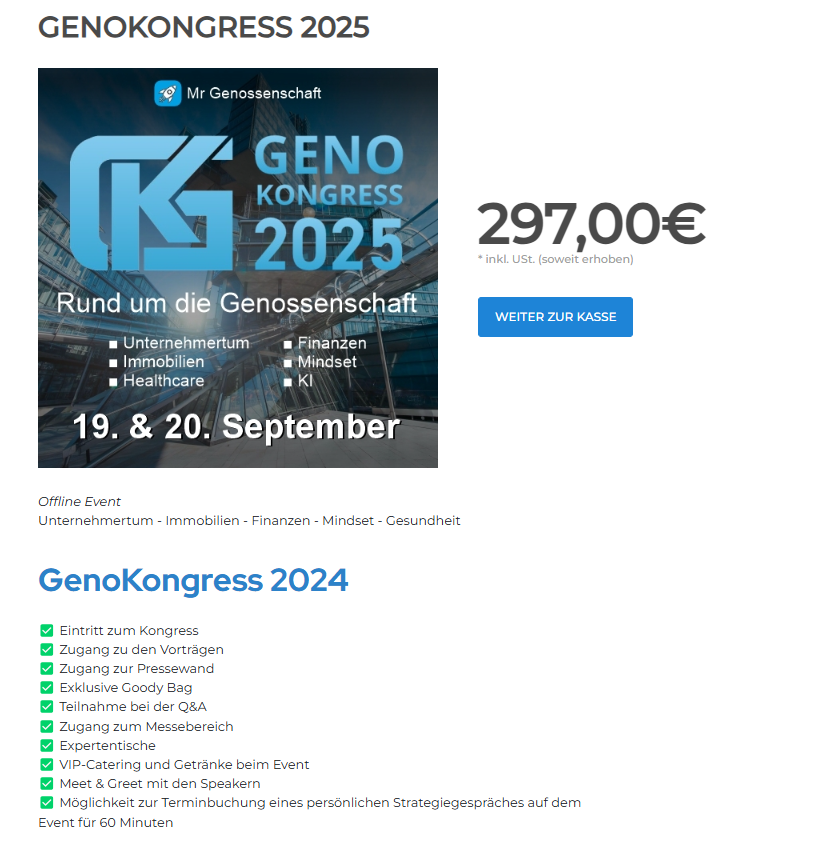 GENOKONGRESS 2025
Mr Genossenschaft
GK
GENO
KONGRESS
2025
Rund um die Genossenschaft
▪ Unternehmertum
▪ Immobilien
▪ Healthcare
▪ Finanzen
▪ Mindset
▪ KI
19. & 20. September
297,00€
* inkl. USt. (soweit erhoben)
WEITER ZUR KASSE
Offline Event
Unternehmertum - Immobilien - Finanzen - Mindset - Gesundheit
GenoKongress 2024
✅ Eintritt zum Kongress
✅ Zugang zu den Vorträgen
✅ Zugang zur Pressewand
✅ Exklusive Goody Bag
✅ Teilnahme bei der Q&A
✅ Zugang zum Messebereich
✅ Expertentische
✅ VIP-Catering und Getränke beim Event
✅ Meet & Greet mit den Speakern
✅ Möglichkeit zur Terminbuchung eines persönlichen Strategiegespräches auf dem
Event für 60 Minuten